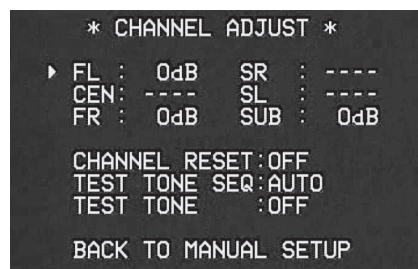 * CHANNEL ADJUST *
FL : 0dB SR : ----
CEN: ---- SL : ----
FR : 0dB SUB : 0dB
CHANNEL RESET:OFF
TEST TONE SEQ:AUTO
TEST TONE :OFF
BACK TO MANUAL SETUP